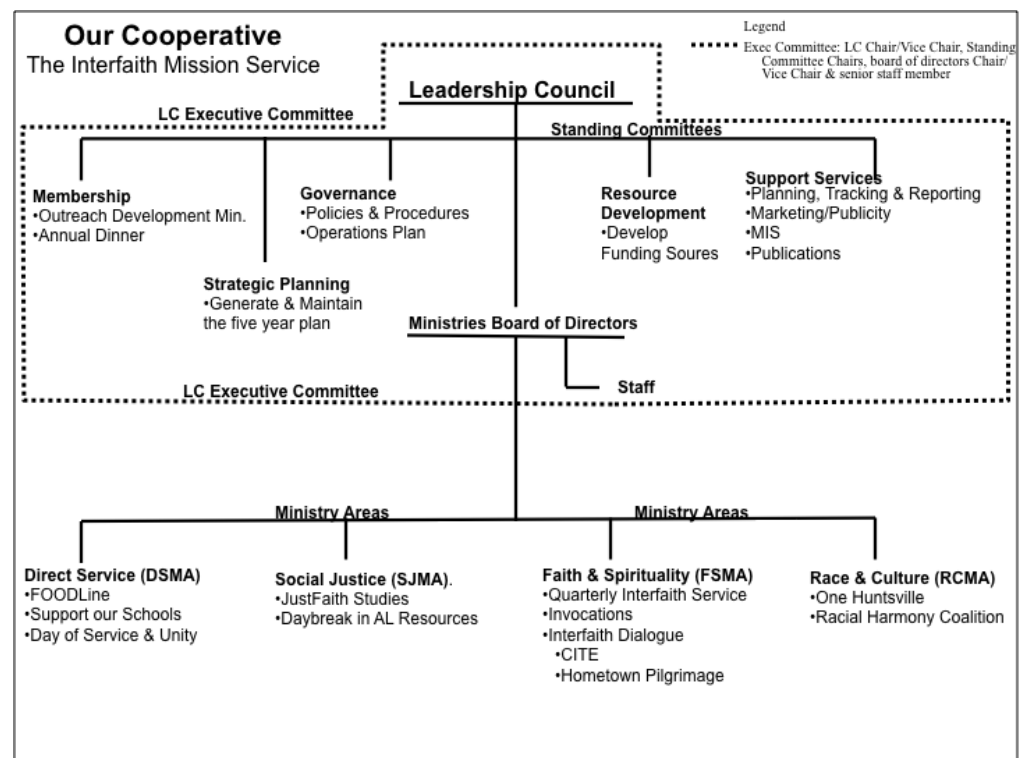 Our Cooperative
The Interfaith Mission Service
Legend
Exec Committee: LC Chair/Vice Chair, Standing
Committee Chairs, board of directors Chair/
Vice Chair & senior staff member
Leadership Council
LC Executive Committee
Standing Committees
Membership
•Outreach Development Min.
•Annual Dinner
Governance
•Policies & Procedures
•Operations Plan
Resource
Development
•Develop
Funding Soures
Support Services
•Planning, Tracking & Reporting
•Marketing/Publicity
•MIS
•Publications
Strategic Planning
•Generate & Maintain
the five year plan
Ministries Board of Directors
Staff
LC Executive Committee
Ministry Areas
Ministry Areas
Direct Service (DSMA)
•FOODLine
•Support our Schools
•Day of Service & Unity
Social Justice (SJMA).
•JustFaith Studies
•Daybreak in AL Resources
Faith & Spirituality (FSMA)
•Quarterly Interfaith Service
•Invocations
•Interfaith Dialogue
•CITE
•Hometown Pilgrimage
Race & Culture (RCMA)
•One Huntsville
•Racial Harmony Coalition